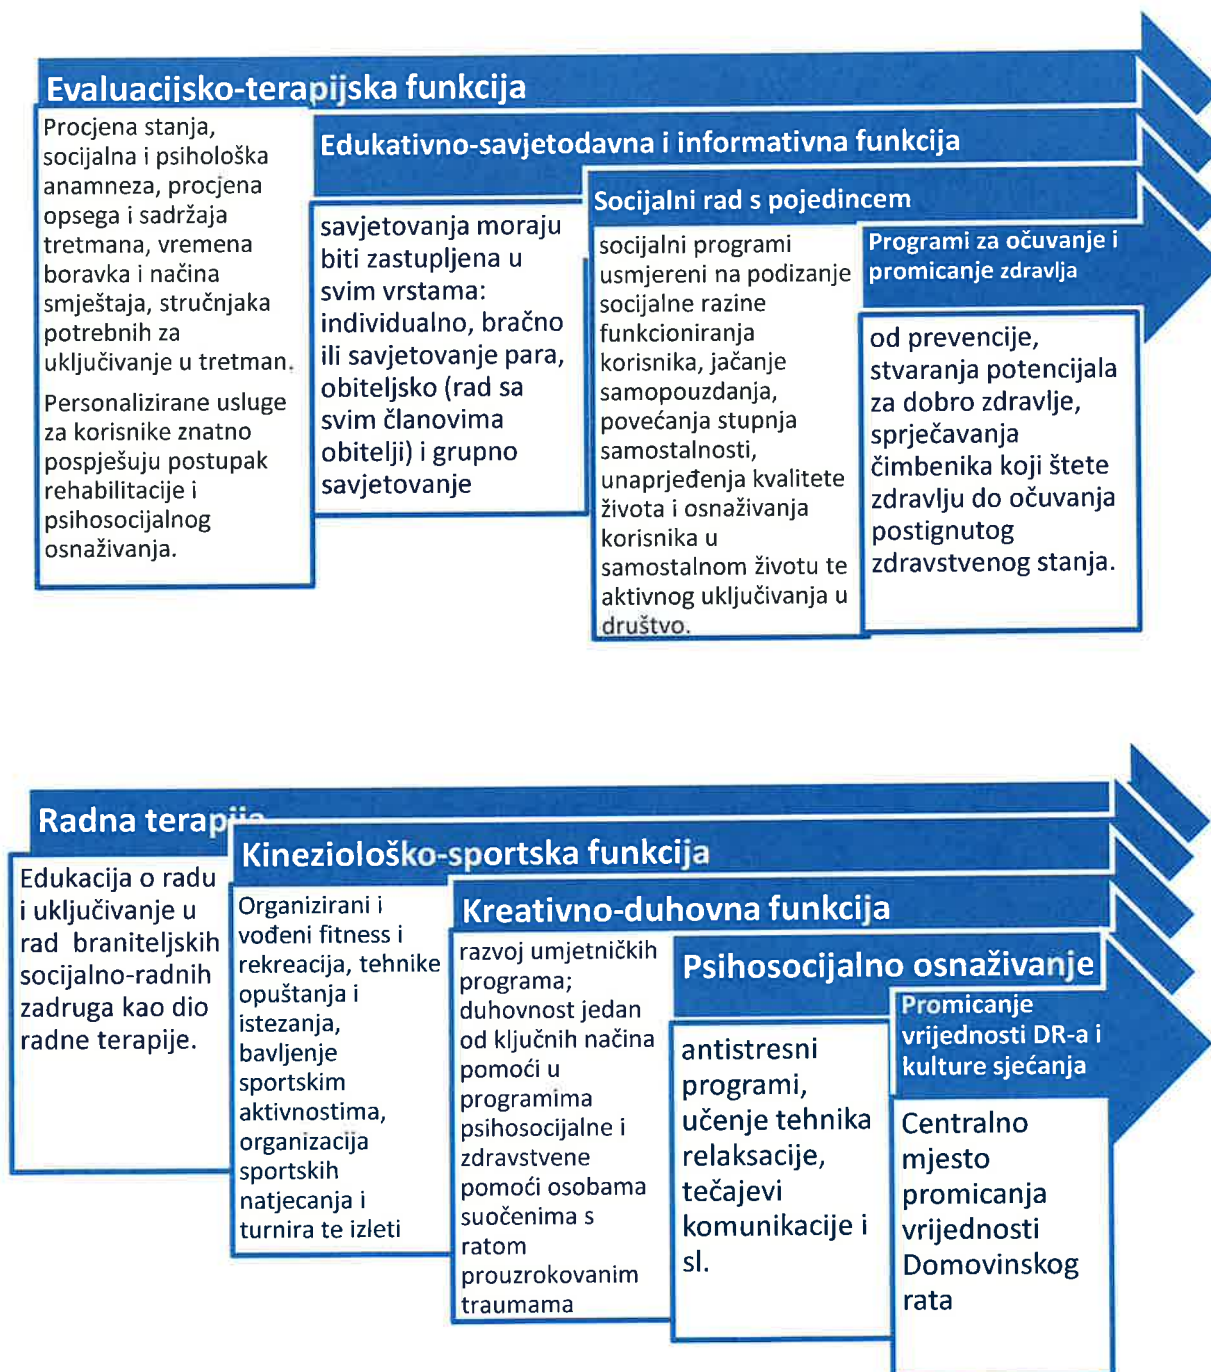 Evaluacijsko-terapijska funkcija
Procjena stanja,
socijalna i psihološka
anamneza, procjena
opsega i sadržaja
tretmana, vremena
boravka i načina
smještaja, stručnjaka
potrebnih za
uključivanje u tretman.
Personalizirane usluge
za korisnike znatno
pospješuju postupak
rehabilitacije i
psihosocijalnog
osnaživanja.
Edukativno-savjetodavna i informativna funkcija
savjetovanja moraju
biti zastupljena u
svim vrstama:
individualno, bračno
ili savjetovanje para,
obiteljsko (rad sa
svim članovima
obitelji) i grupno
savjetovanje
Socijalni rad s pojedincem
socijalni programi
usmjereni na podizanje
socijalne razine
funkcioniranja
korisnika, jačanje
samopouzdanja,
povećanja stupnja
samostalnosti,
unaprjeđenja kvalitete
života i osnaživanja
korisnika u
samostalnom životu te
aktivnog uključivanja u
društvo.
Programi za očuvanje i
promicanje zdravlja
od prevencije,
stvaranja potencijala
za dobro zdravlje,
sprječavanja
čimbenika koji štete
zdravlju do očuvanja
postignutog
zdravstvenog stanja.
Radna terapija
Edukacija o radu
i uključivanje u
rad braniteljskih
socijalno-radnih
zadruga kao dio
radne terapije.
Kineziološko-sportska funkcija
Organizirani i
vođeni fitness i
rekreacija, tehnike
opuštanja i
istezanja,
bavljenje
sportskim
aktivnostima,
organizacija
sportskih
natjecanja i
turnira te izleti
Kreativno-duhovna funkcija
razvoj umjetničkih
programa;
duhovnost jedan
od ključnih načina
pomoći u
programima
psihosocijalne i
zdravstvene
pomoći osobama
suočenima s
ratom
prouzrokovanim
traumama
Psihosocijalno osnaživanje
antistresni
programi,
učenje tehnika
relaksacije,
tečajevi
komunikacije i
sl.
Promicanje
vrijednosti DR-a i
kulture sjećanja
Centralno
mjesto
promicanja
vrijednosti
Domovinskog
rata